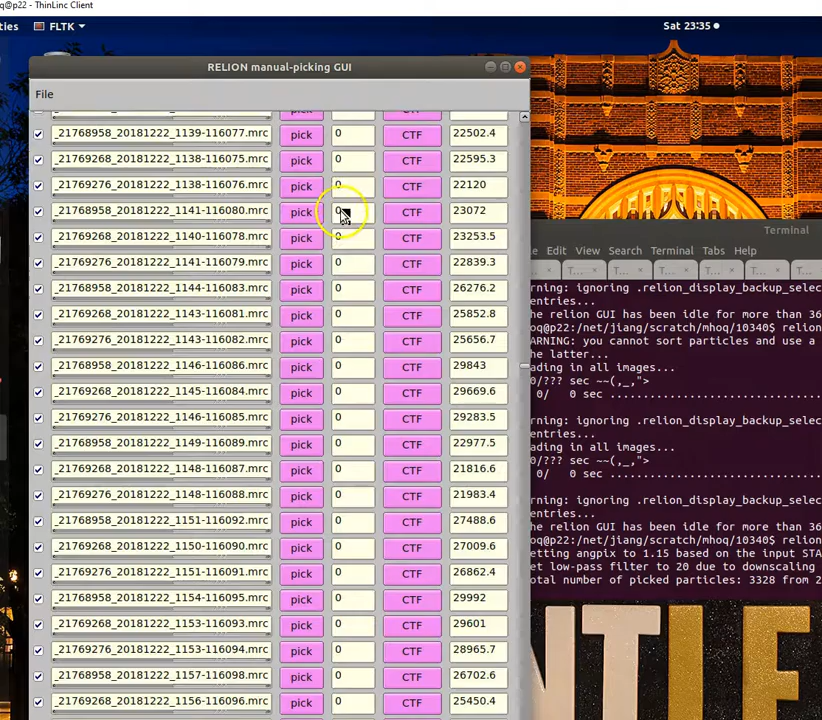 q@p22 - ThinLinc Client
ties FLTK Sat 23:35
RELION manual-picking GUI
File
pick CTF
_21768958_20181222_1139-116077.mrc pick 0 CTF 22502.4
_21769268_20181222_1138-116075.mrc pick 0 CTF 22595.3
_21769276_20181222_1138-116076.mrc pick 0 CTF 22120
_21768958_20181222_1141-116080.mrc pick 0 CTF 23072
_21769268_20181222_1140-116078.mrc pick 0 CTF 23253.5
_21769276_20181222_1141-116079.mrc pick 0 CTF 22839.3
_21768958_20181222_1144-116083.mrc pick 0 CTF 26276.2
_21769268_20181222_1143-116081.mrc pick 0 CTF 25852.8
_21769276_20181222_1143-116082.mrc pick 0 CTF 25656.7
_21768958_20181222_1146-116086.mrc pick 0 CTF 29843
_21769268_20181222_1145-116084.mrc pick 0 CTF 29669.6
_21769276_20181222_1146-116085.mrc pick 0 CTF 29283.5
_21768958_20181222_1149-116089.mrc pick 0 CTF 22977.5
_21769268_20181222_1148-116087.mrc pick 0 CTF 21816.6
_21769276_20181222_1148-116088.mrc pick 0 CTF 21983.4
_21768958_20181222_1151-116092.mrc pick 0 CTF 27488.6
_21769268_20181222_1150-116090.mrc pick 0 CTF 27009.6
_21769276_20181222_1151-116091.mrc pick 0 CTF 26862.4
_21768958_20181222_1154-116095.mrc pick 0 CTF 29992
_21769268_20181222_1153-116093.mrc pick 0 CTF 29601
_21769276_20181222_1153-116094.mrc pick 0 CTF 28965.7
_21768958_20181222_1157-116098.mrc pick 0 CTF 26702.6
_21769268_20181222_1156-116096.mrc pick 0 CTF 25450.4
Terminal
e Edit View Search Terminal Tabs Help
T... T... T... T... T... T...
rning: ignoring .relion_display_backup_selec
entries...
he relion GUI has been idle for more than 36
oq@p22:/net/jiang/scratch/mhoq/10340$ relion
ARNING: you cannot sort particles and use a
he latter...
ading in all images...
0/??? sec ~~(,_,">
0/ 0 sec
rning: ignoring .relion_display_backup_selec
entries...
ading in all images...
0/??? sec ~~(,_,">
0/ 0 sec
rning: ignoring .relion_display_backup_selec
entries...
he relion GUI has been idle for more than 36
oq@p22:/net/jiang/scratch/mhoq/10340$ relion
etting angpix to 1.15 based on the input STA
et low-pass filter to 20 due to downscaling
otal number of picked particles: 3328 from 2
NTLE